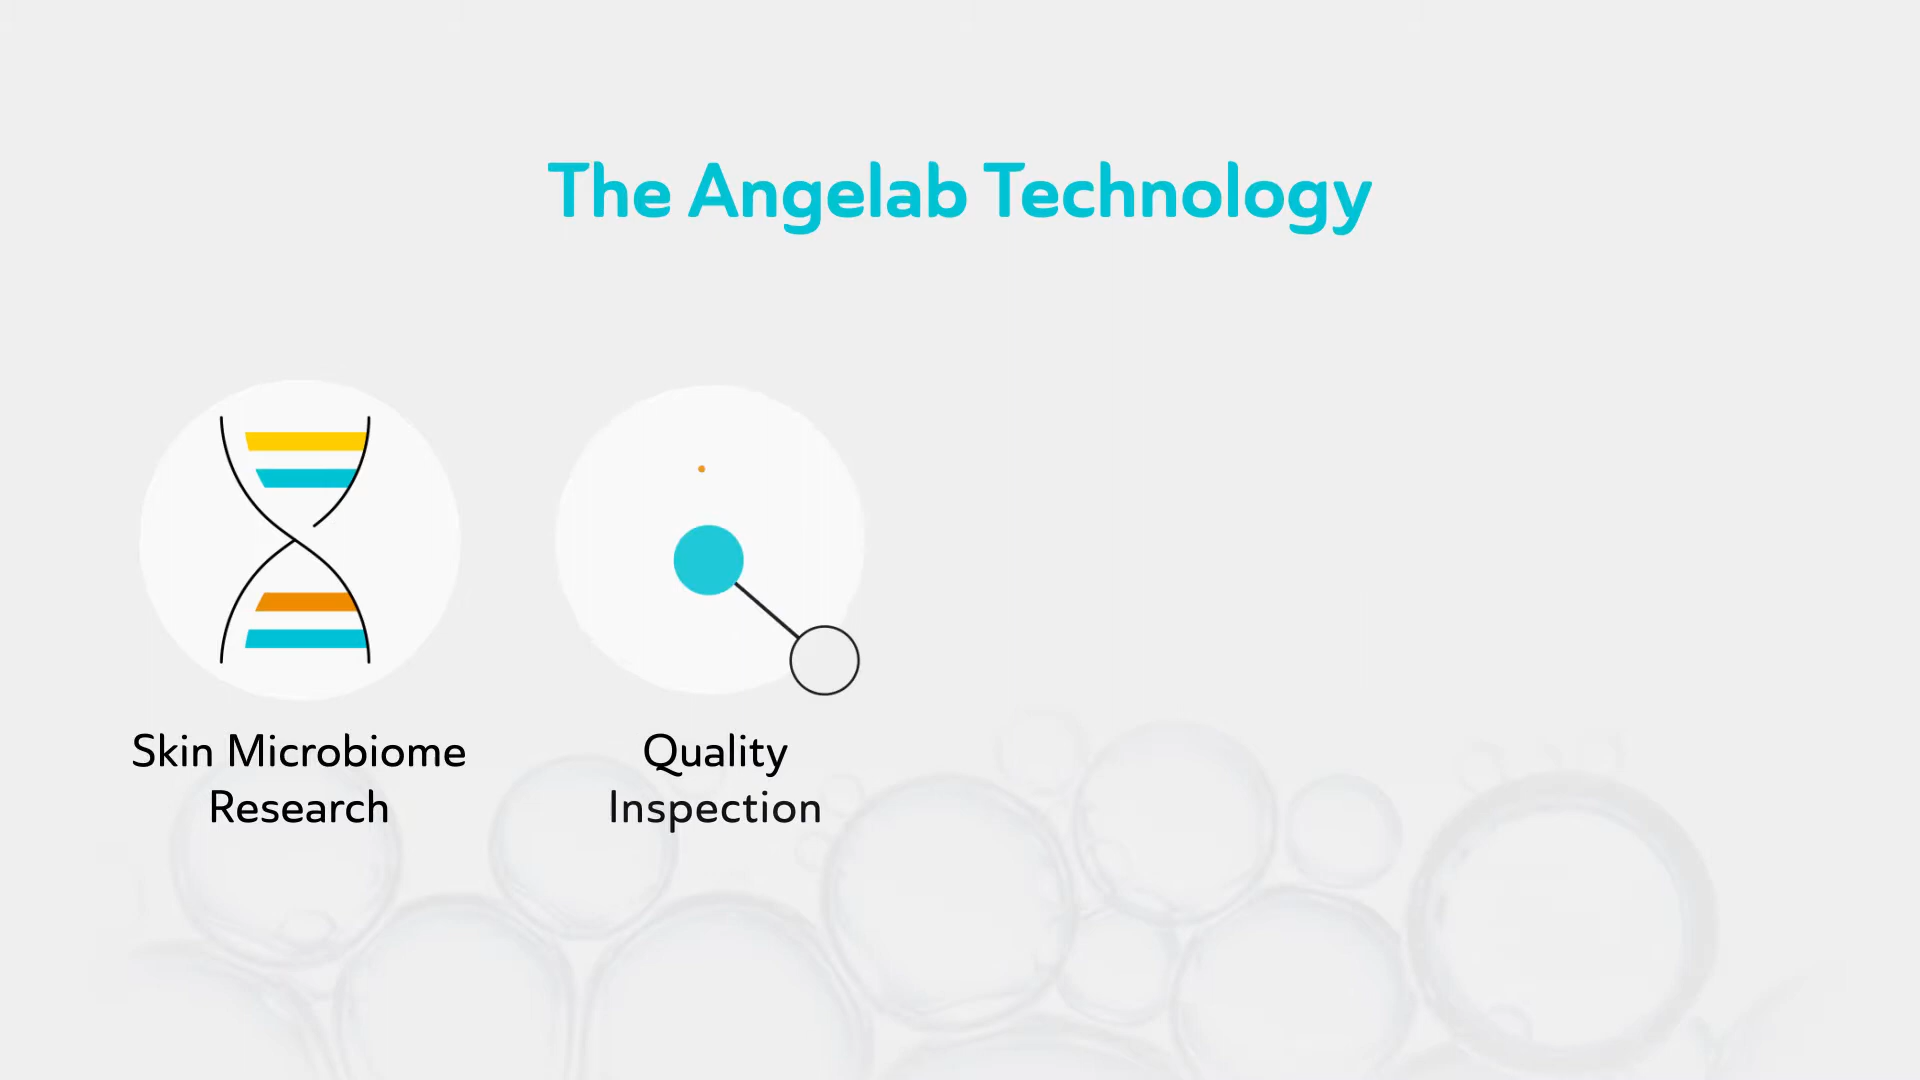 The Angelab Technology
Skin Microbiome
Research
Quality
Inspection